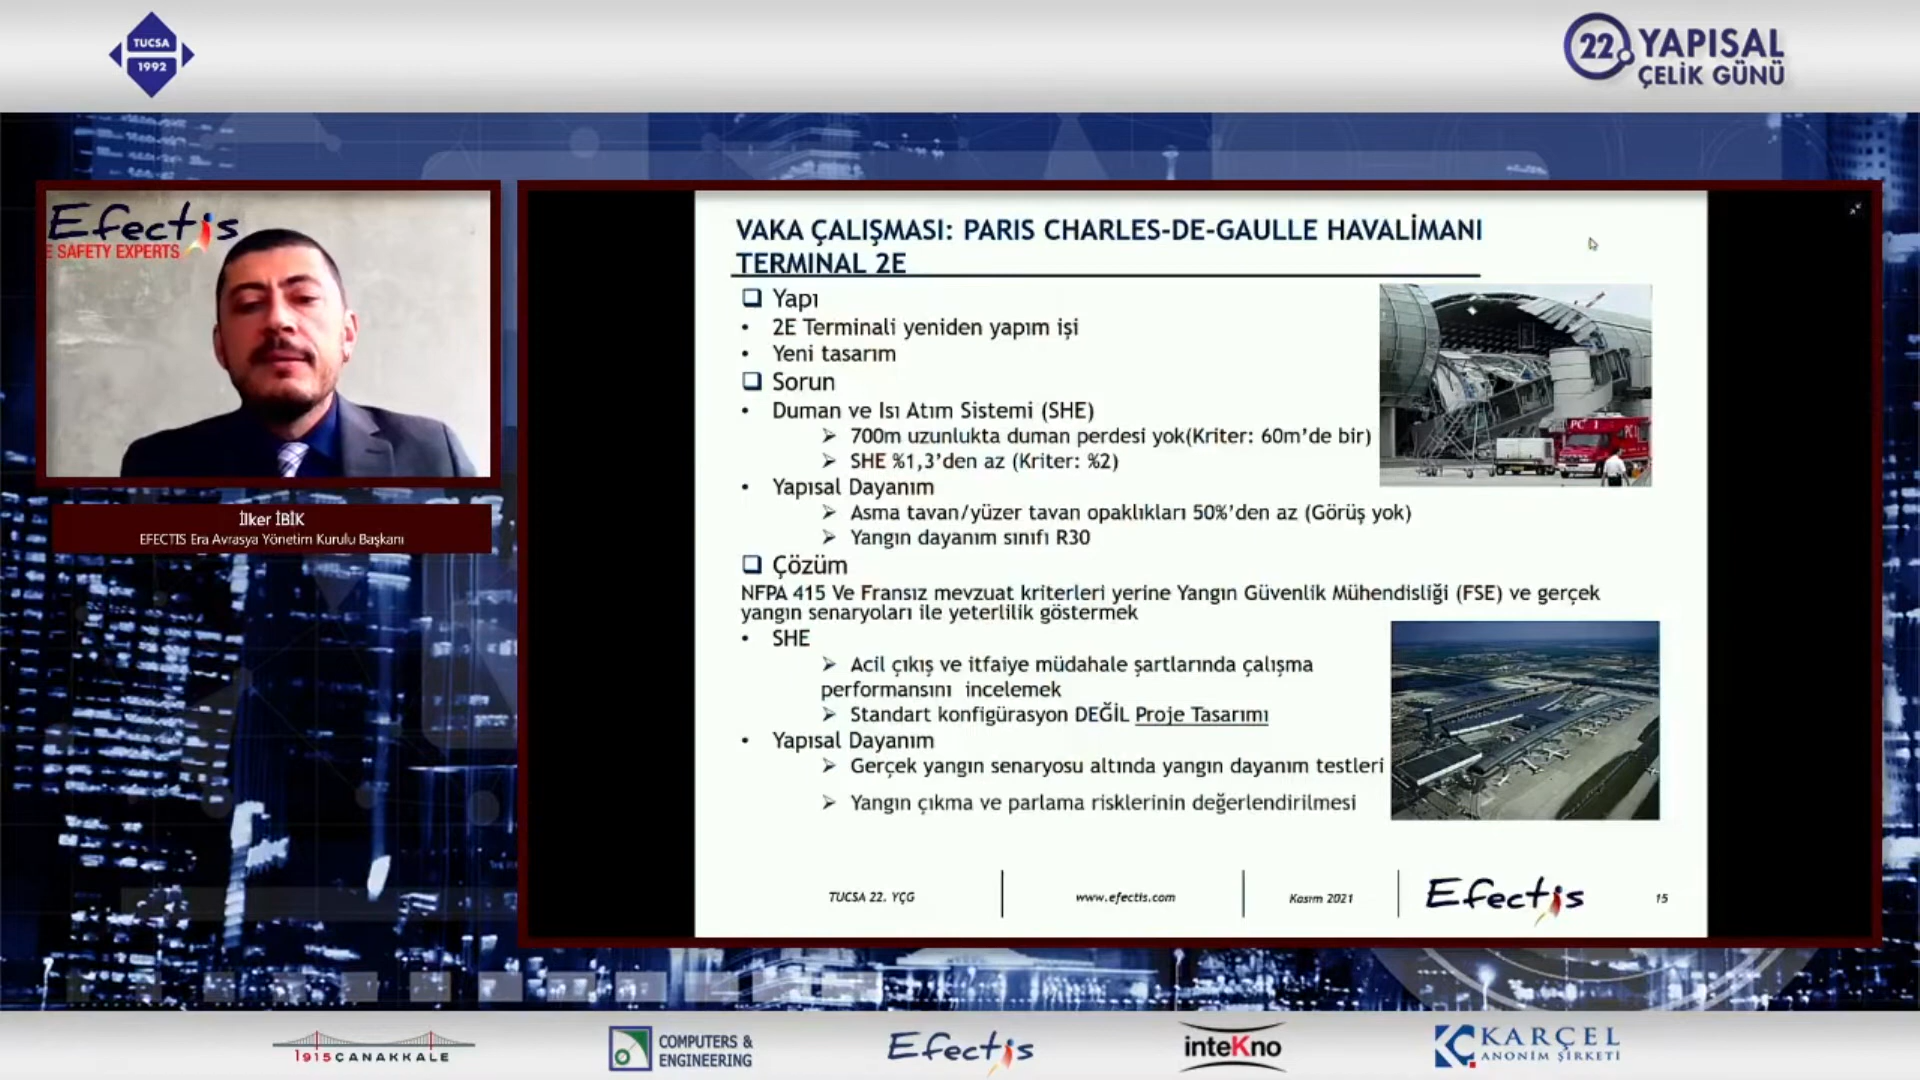 TUCSA
1992
22. YAPISAL
ÇELİK GÜNÜ
Efectis
E SAFETY EXPERTS
İlker İBİK
EFECTIS Era Avrasya Yönetim Kurulu Başkanı
VAKA ÇALIŞMASI: PARIS CHARLES-DE-GAULLE HAVALİMANI
TERMINAL 2E
❑ Yapı
• 2E Terminali yeniden yapım işi
• Yeni tasarım
❑ Sorun
• Duman ve Isı Atım Sistemi (SHE)
➢ 700m uzunlukta duman perdesi yok(Kriter: 60m’de bir)
➢ SHE %1,3’den az (Kriter: %2)
• Yapısal Dayanım
➢ Asma tavan/yüzer tavan opaklıkları 50%’den az (Görüş yok)
➢ Yangın dayanım sınıfı R30
❑ Çözüm
NFPA 415 Ve Fransız mevzuat kriterleri yerine Yangın Güvenlik Mühendisliği (FSE) ve gerçek
yangın senaryoları ile yeterlilik göstermek
• SHE
➢ Acil çıkış ve itfaiye müdahale şartlarında çalışma
performansını incelemek
➢ Standart konfigürasyon DEĞİL Proje Tasarımı
• Yapısal Dayanım
➢ Gerçek yangın senaryosu altında yangın dayanım testleri
➢ Yangın çıkma ve parlama risklerinin değerlendirilmesi
PC 1
TUCSA 22. YÇG
www.efectis.com
Kasım 2021
Efectis
15
1915ÇANAKKALE
COMPUTERS &
ENGINEERING
Efectis
inteKno
KARÇEL
ANONİM ŞİRKETİ